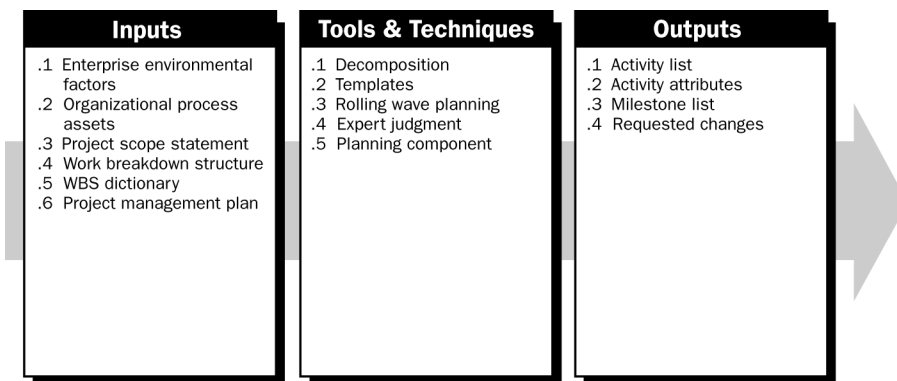 Inputs
.1 Enterprise environmental
factors
.2 Organizational process
assets
.3 Project scope statement
.4 Work breakdown structure
.5 WBS dictionary
.6 Project management plan
Tools & Techniques
.1 Decomposition
.2 Templates
.3 Rolling wave planning
.4 Expert judgment
.5 Planning component
Outputs
.1 Activity list
.2 Activity attributes
.3 Milestone list
.4 Requested changes